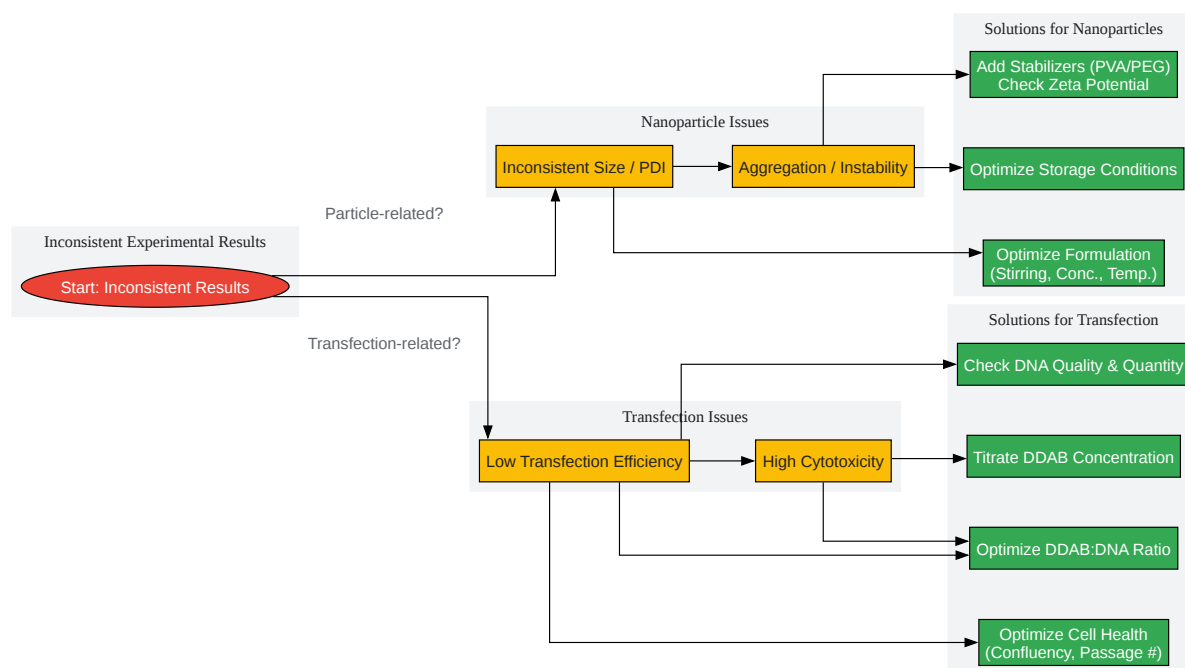 Solutions for Nanoparticles
Add Stabilizers (PVA/PEG)
Check Zeta Potential
Nanoparticle Issues
Inconsistent Size / PDI
Aggregation / Instability
Optimize Storage Conditions
Particle-related?
Inconsistent Experimental Results
Optimize Formulation
(Stirring, Conc., Temp.)
Start: Inconsistent Results
Solutions for Transfection
Transfection-related?
Check DNA Quality & Quantity
Transfection Issues
Low Transfection Efficiency
High Cytotoxicity
Titrate DDAB Concentration
Optimize DDAB:DNA Ratio
Optimize Cell Health
(Confluency, Passage #)